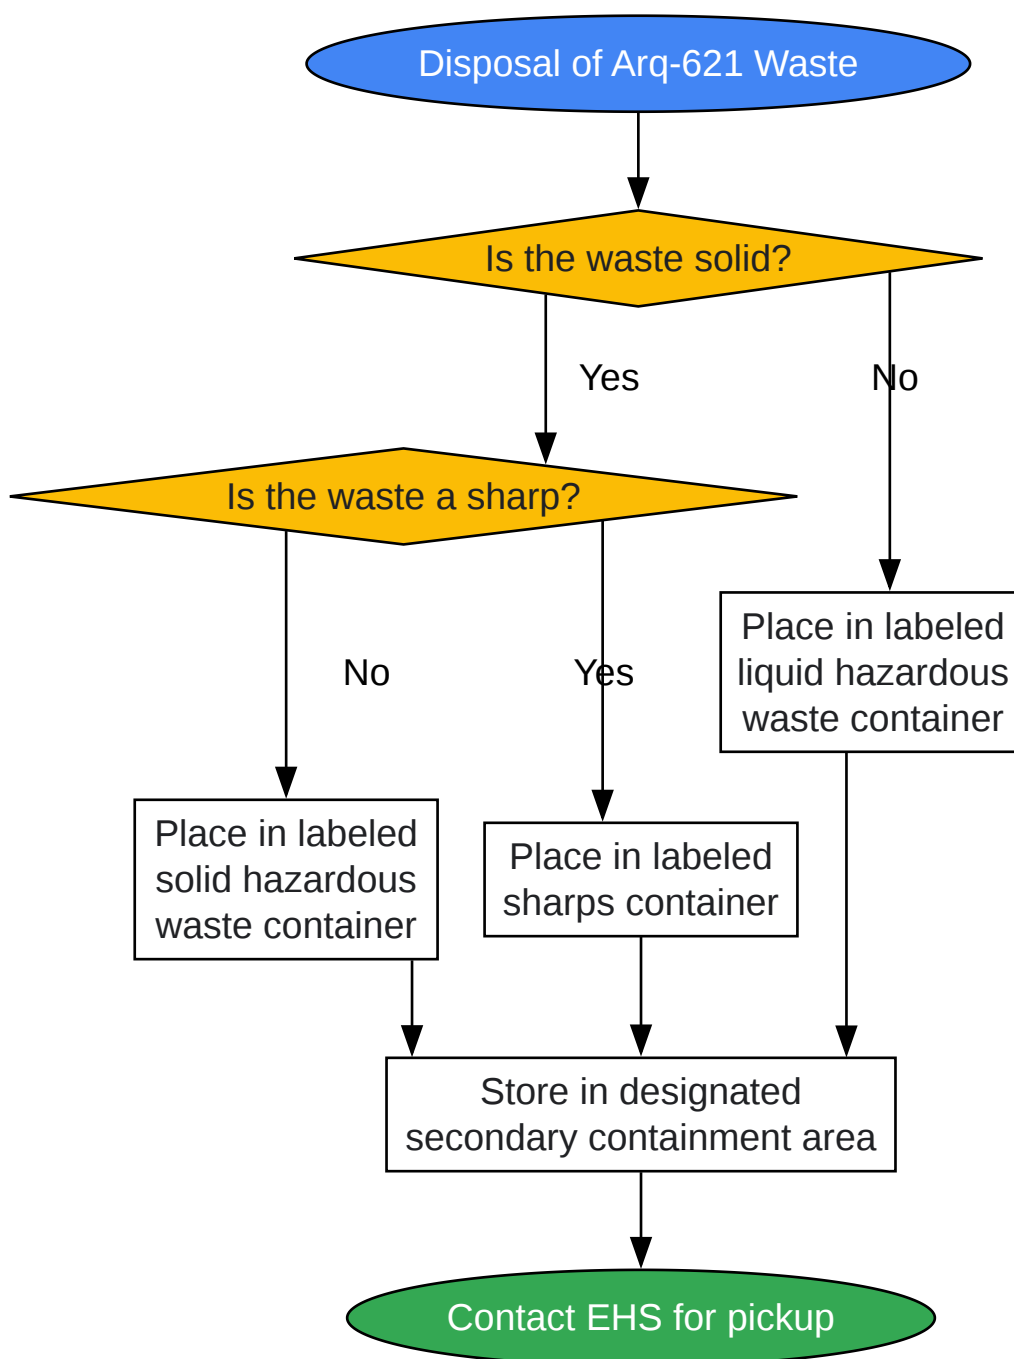 Disposal of Arq-621 Waste
Is the waste solid?
Yes
No
Is the waste a sharp?
No
Yes
Place in labeled
liquid hazardous
waste container
Place in labeled
solid hazardous
waste container
Place in labeled
sharps container
Store in designated
secondary containment area
Contact EHS for pickup